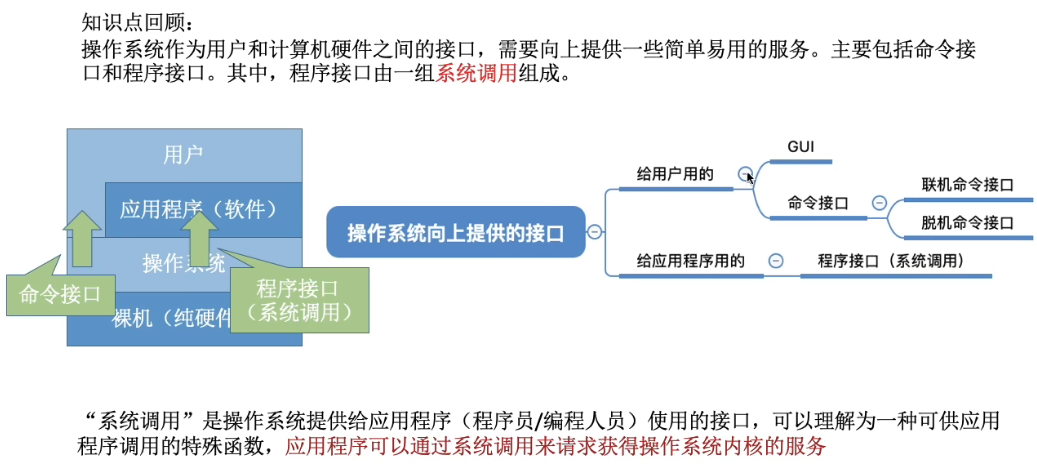 知识点回顾：
操作系统作为用户和计算机硬件之间的接口，需要向上提供一些简单易用的服务。主要包括命令接
口和程序接口。其中，程序接口由一组系统调用组成。
用户
应用程序（软件）
操作系统
裸机（纯硬件
命令接口
程序接口
（系统调用）
操作系统向上提供的接口
给用户用的
GUI
命令接口
联机命令接口
脱机命令接口
给应用程序用的
程序接口（系统调用）
“系统调用”是操作系统提供给应用程序（程序员/编程人员）使用的接口，可以理解为一种可供应用
程序调用的特殊函数，应用程序可以通过系统调用来请求获得操作系统内核的服务